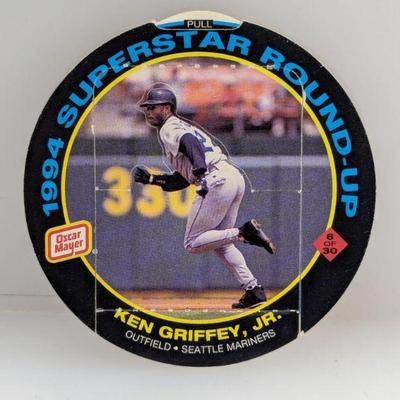 PULL
1994 SUPERSTAR ROUND-UP
330
Oscar
Mayer
6
OF
30
KEN GRIFFEY, JR.
OUTFIELD • SEATTLE MARINERS